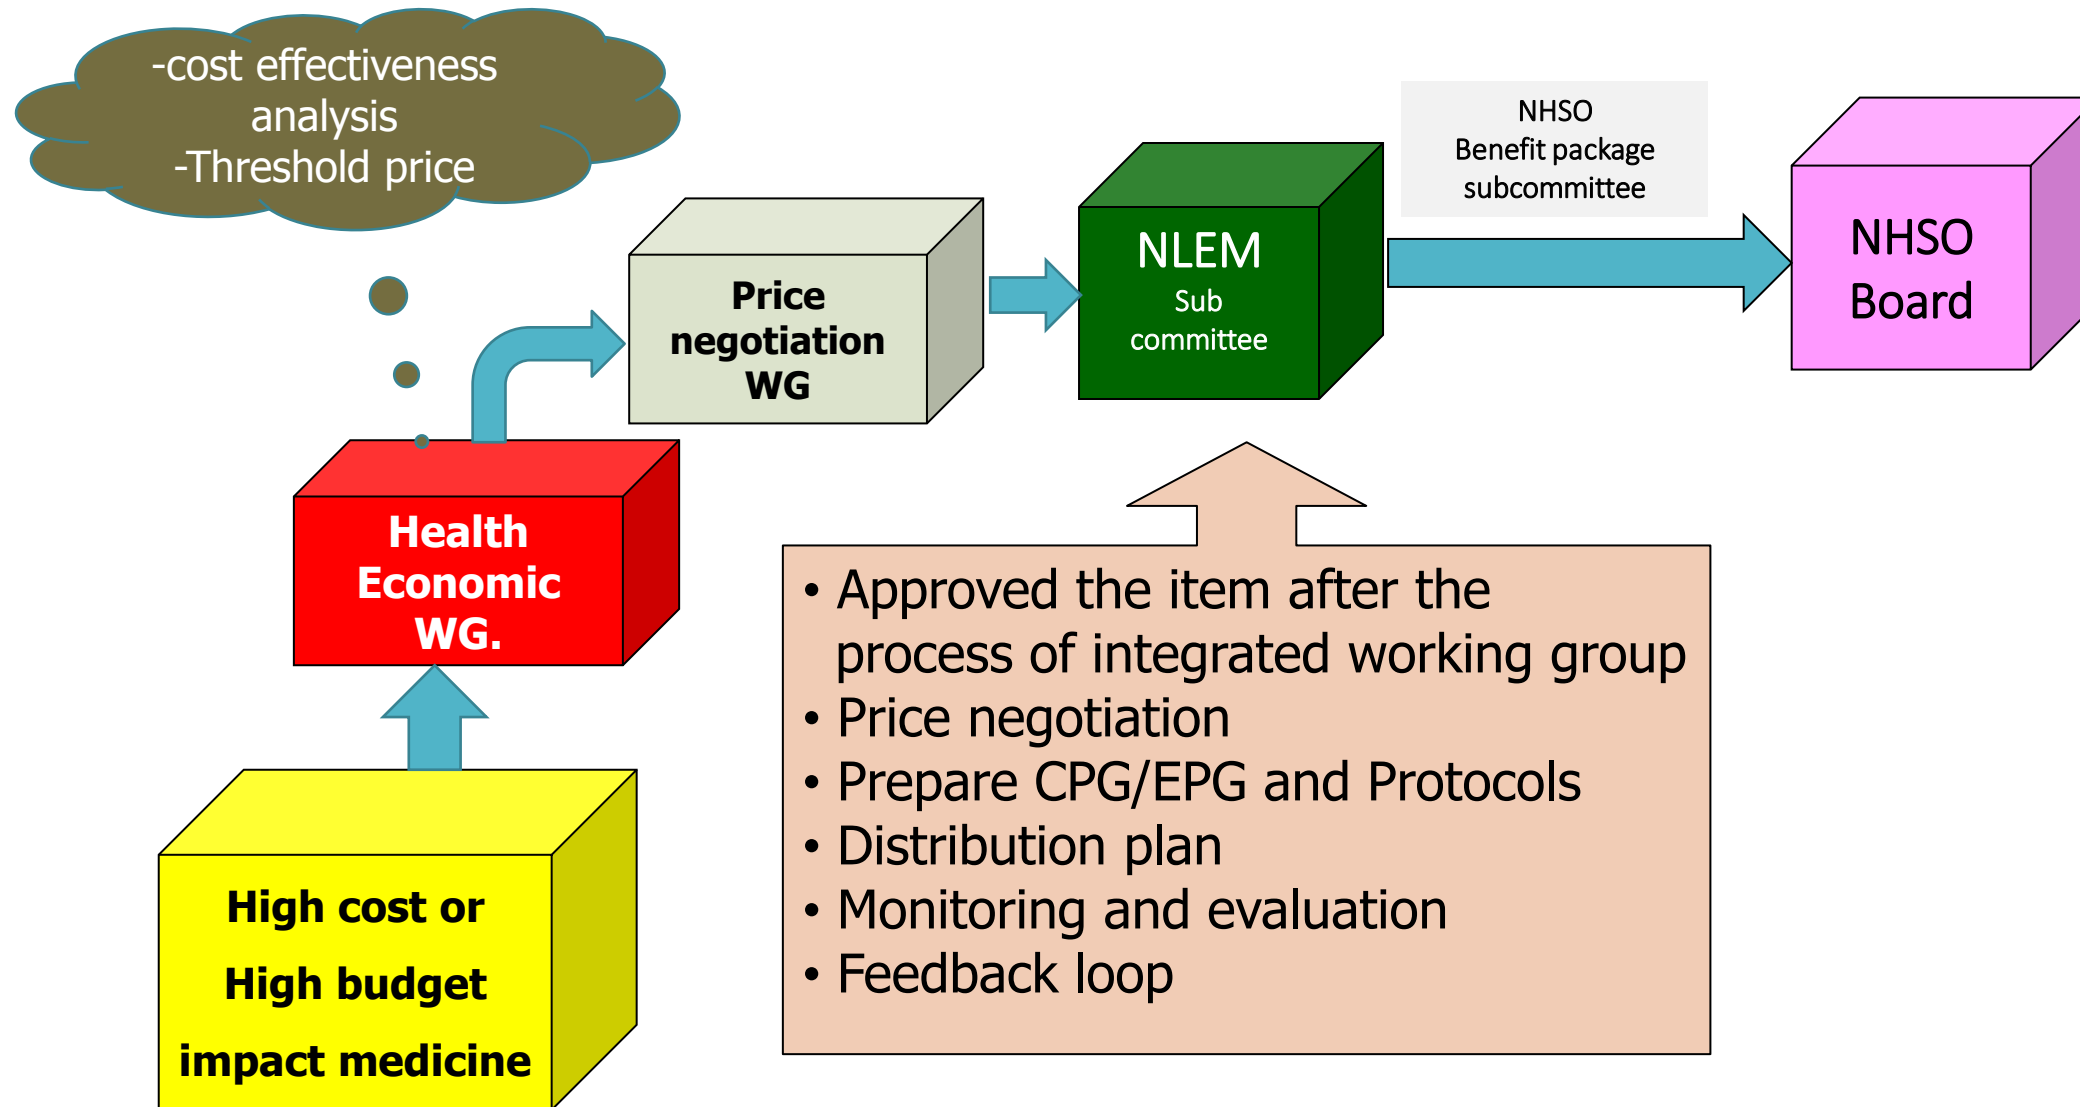 -cost effectiveness
analysis
-Threshold price
NHSO
Benefit package
subcommittee
NHSO
Board
NLEM
Sub
committee
Price
negotiation
WG
Health
Economic
WG.
High cost or
High budget
impact medicine
• Approved the item after the
process of integrated working group
• Price negotiation
• Prepare CPG/EPG and Protocols
• Distribution plan
• Monitoring and evaluation
• Feedback loop